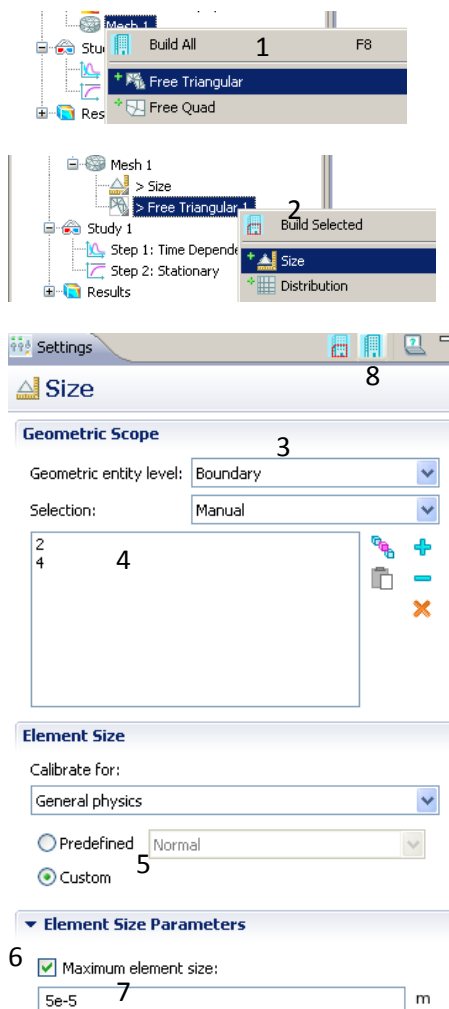 Mesh 1
Build All 1 F8
Stu
Free Triangular
Res
Free Quad
Mesh 1
> Size
> Free Triangular 1
2
Build Selected
Study 1
Step 1: Time Depende
Size
Step 2: Stationary
Distribution
Results
Settings
8
Size
Geometric Scope
3
Geometric entity level: Boundary
Selection: Manual
2
4
4
Element Size
Calibrate for:
General physics
Predefined Normal
5
Custom
Element Size Parameters
6
Maximum element size:
5e-5 7 m